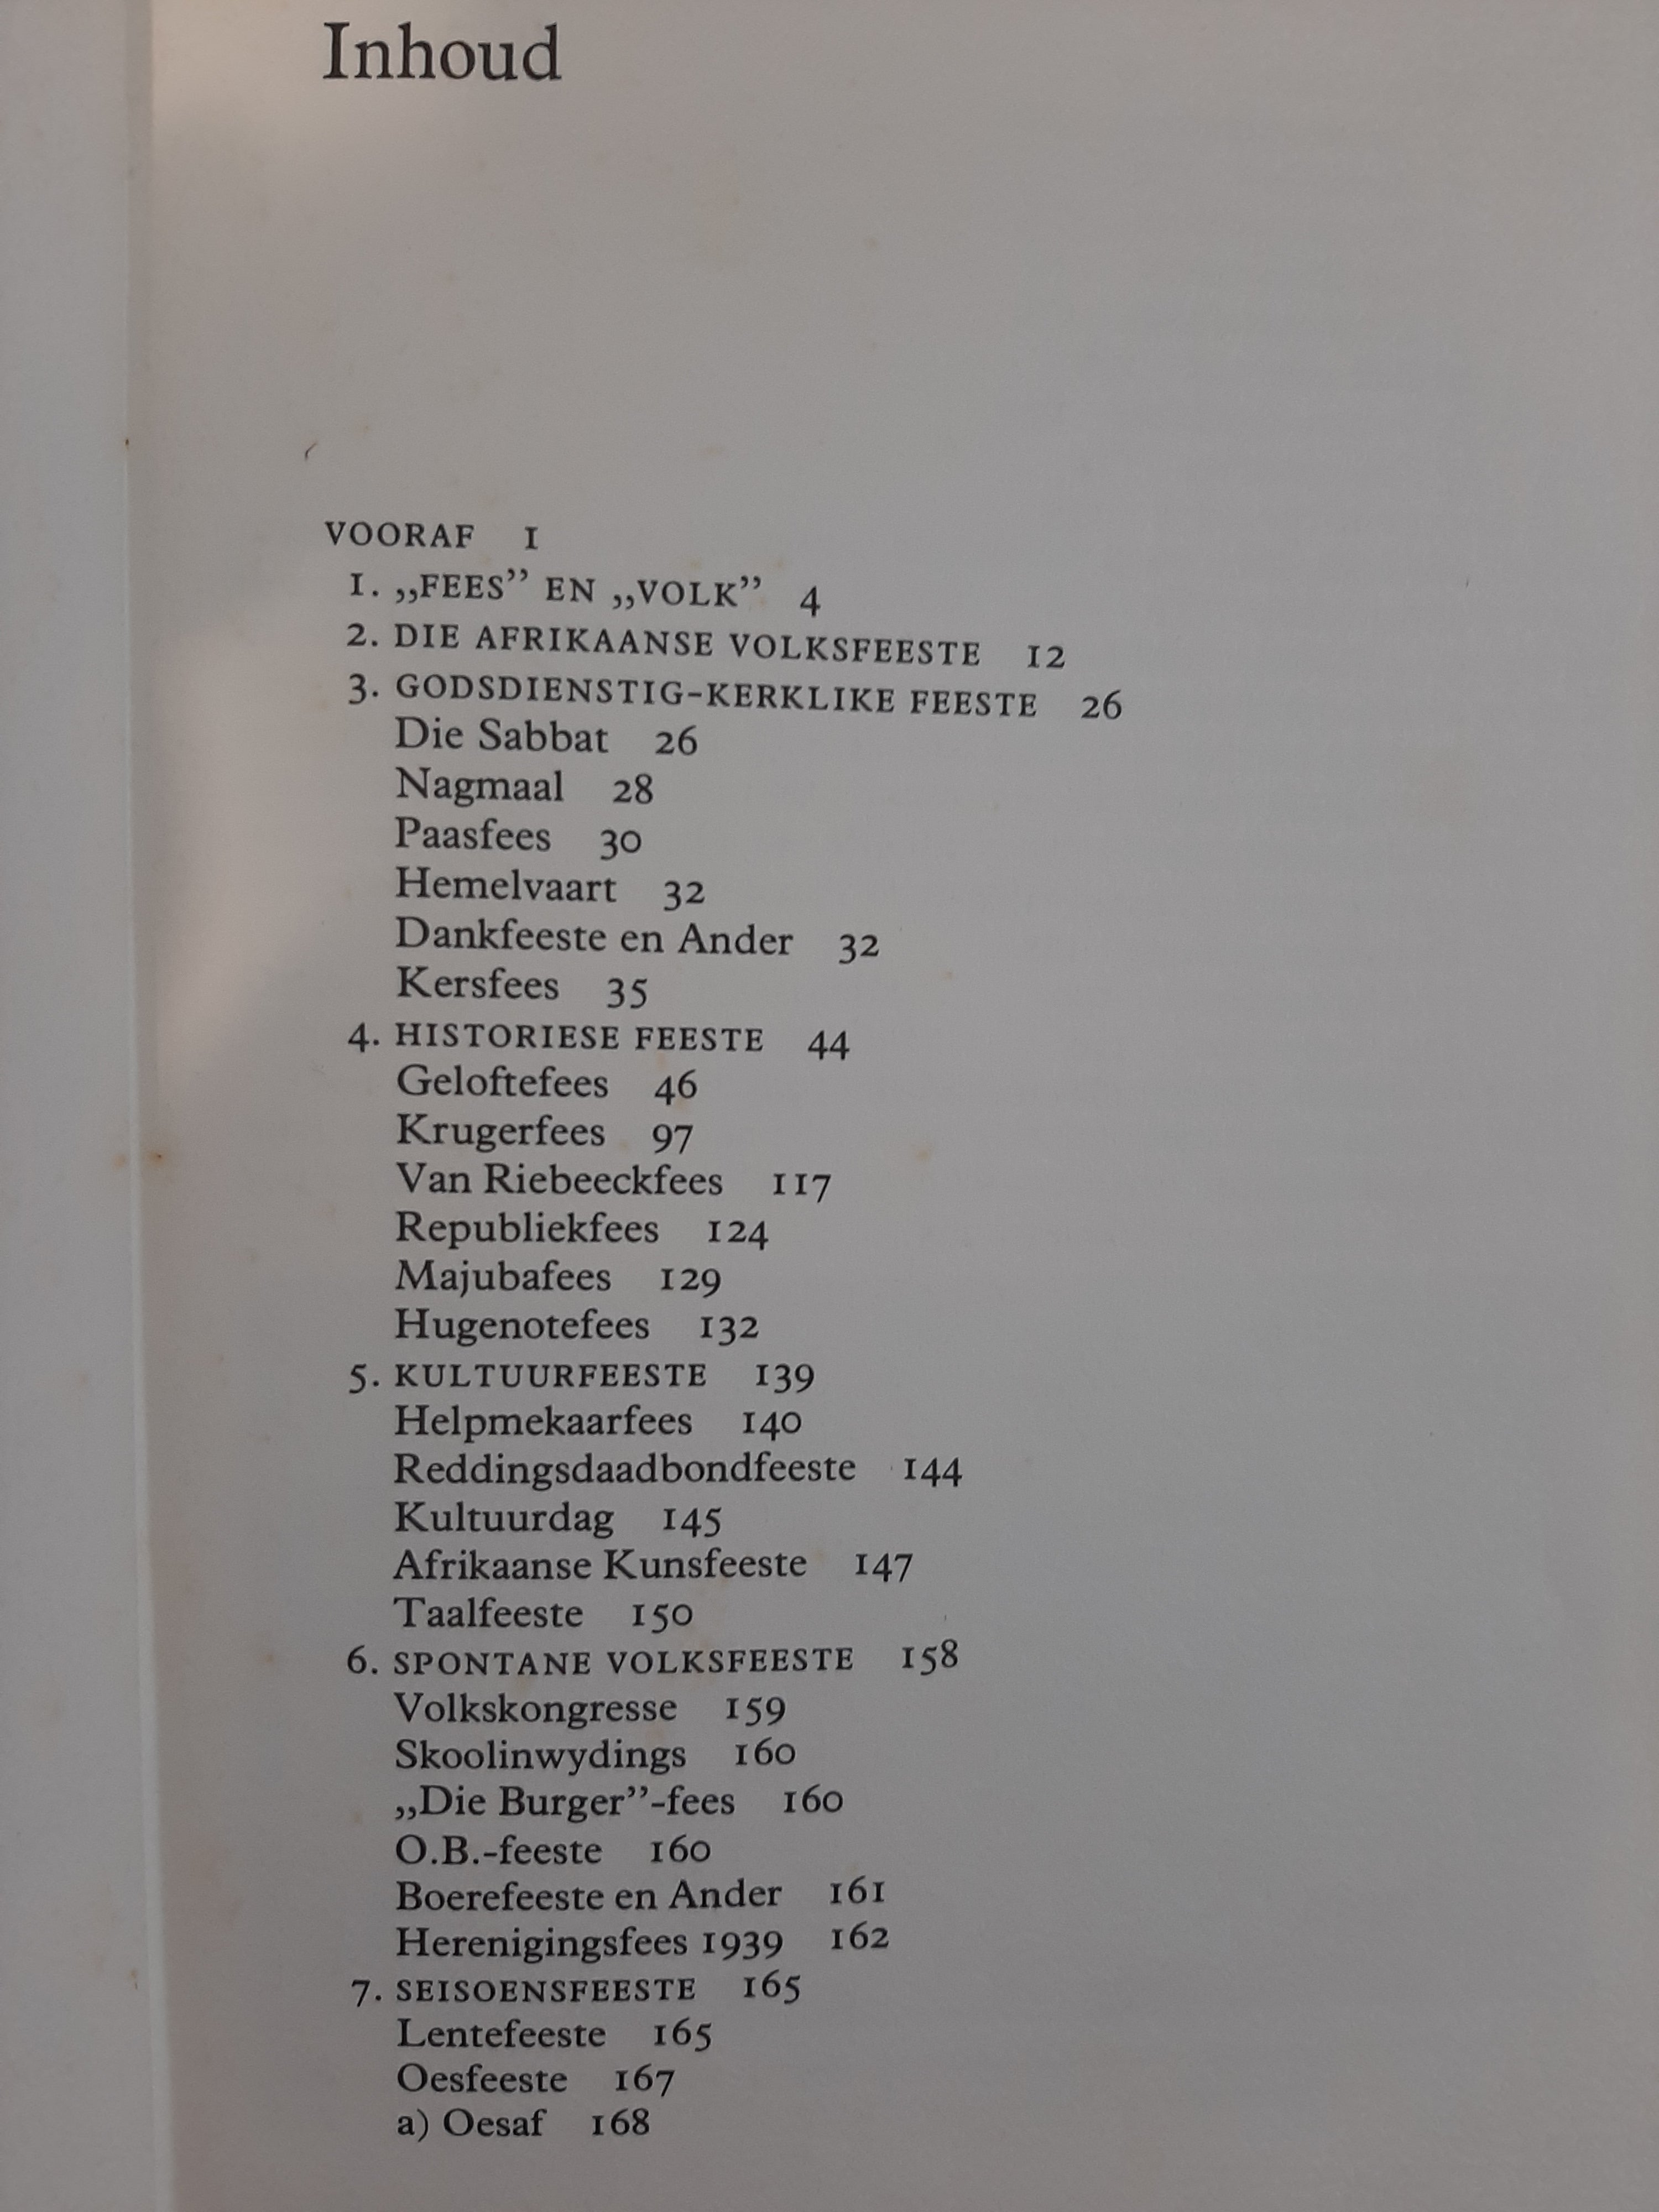 Inhoud
VOORAF 1
1. „FEES” EN „VOLK” 4
2. DIE AFRIKAANSE VOLKSFEESTE 12
3. GODSDIENSTIG-KERKLIKE FEESTE 26
Die Sabbat 26
Nagmaal 28
Paasfees 30
Hemelvaart 32
Dankfeeste en Ander 32
Kersfees 35
4. HISTORIESE FEESTE 44
Geloftefees 46
Krugerfees 97
Van Riebeeckfees 117
Republiekfees 124
Majubafees 129
Hugenotefees 132
5. KULTUURFEESTE 139
Helpmekaarfees 140
Reddingsdaadbondfeeste 144
Kultuurdag 145
Afrikaanse Kunsfeeste 147
Taalfeeste 150
6. SPONTANE VOLKSFEESTE 158
Volkskongresse 159
Skoolinwydings 160
„Die Burger”-fees 160
O.B.-feeste 160
Boerefeeste en Ander 161
Herenigingsfees 1939 162
7. SEISOENSFEESTE 165
Lentefeeste 165
Oesfeeste 167
a) Oesaf 168